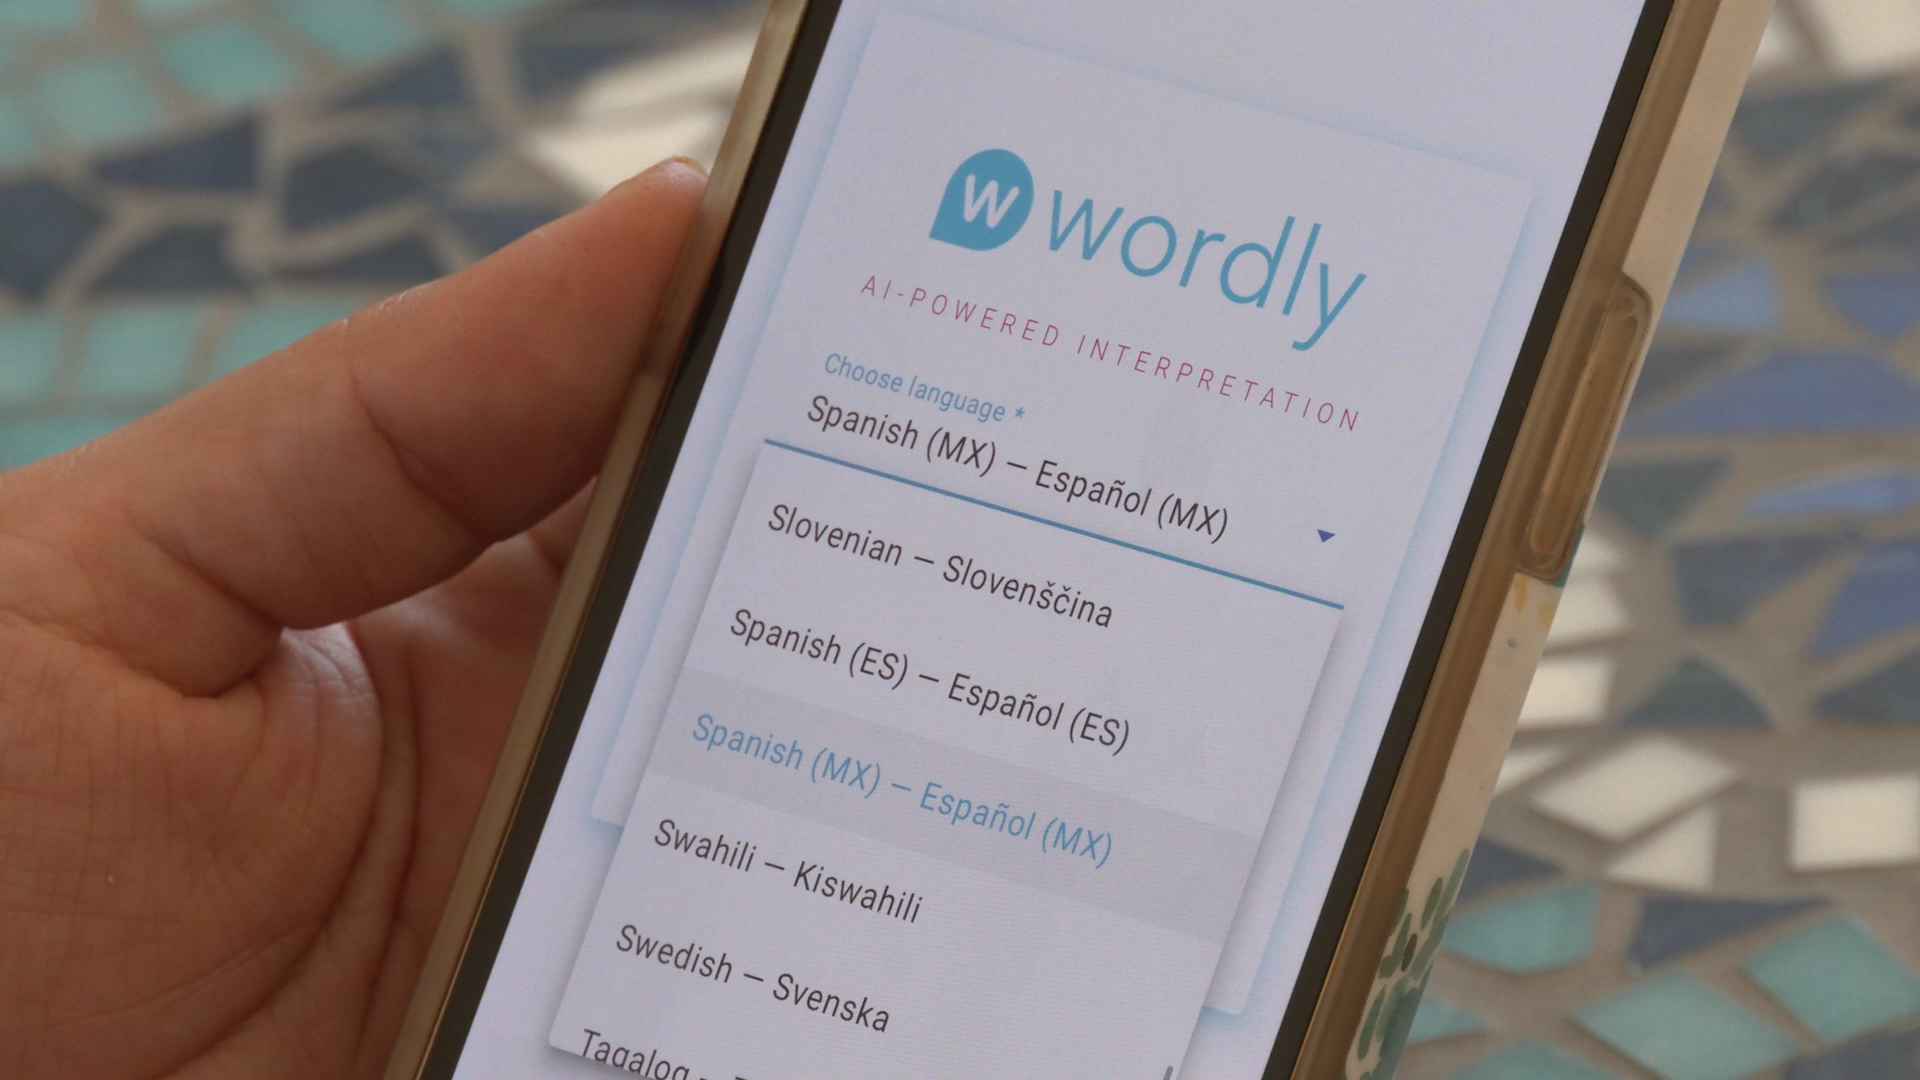 w wordly
AI-POWERED INTERPRETATION
Choose language *
Spanish (MX) – Español (MX)
Slovenian – Slovenščina
Spanish (ES) – Español (ES)
Spanish (MX) – Español (MX)
Swahili – Kiswahili
Swedish – Svenska
Tagalog –